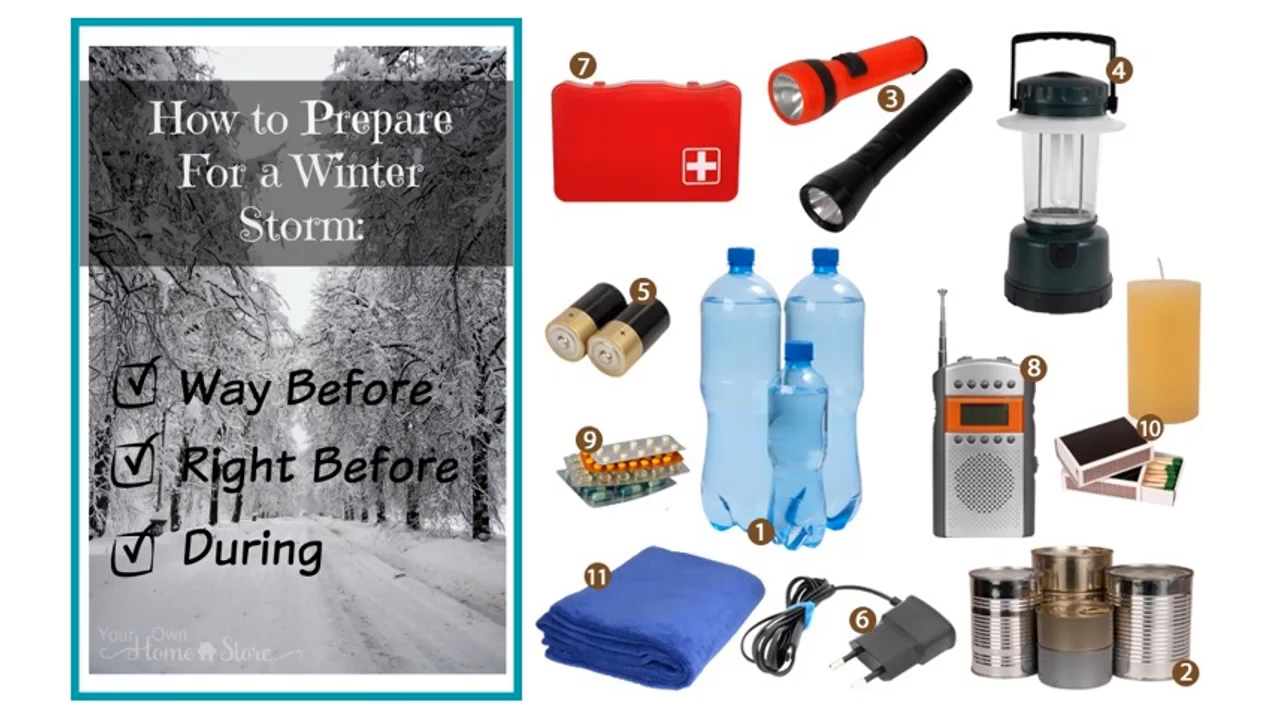 How to Prepare
For a Winter
Storm:
Way Before
Right Before
During
Your Own
Home Store
7
3
4
5
8
9
10
1
11
6
2